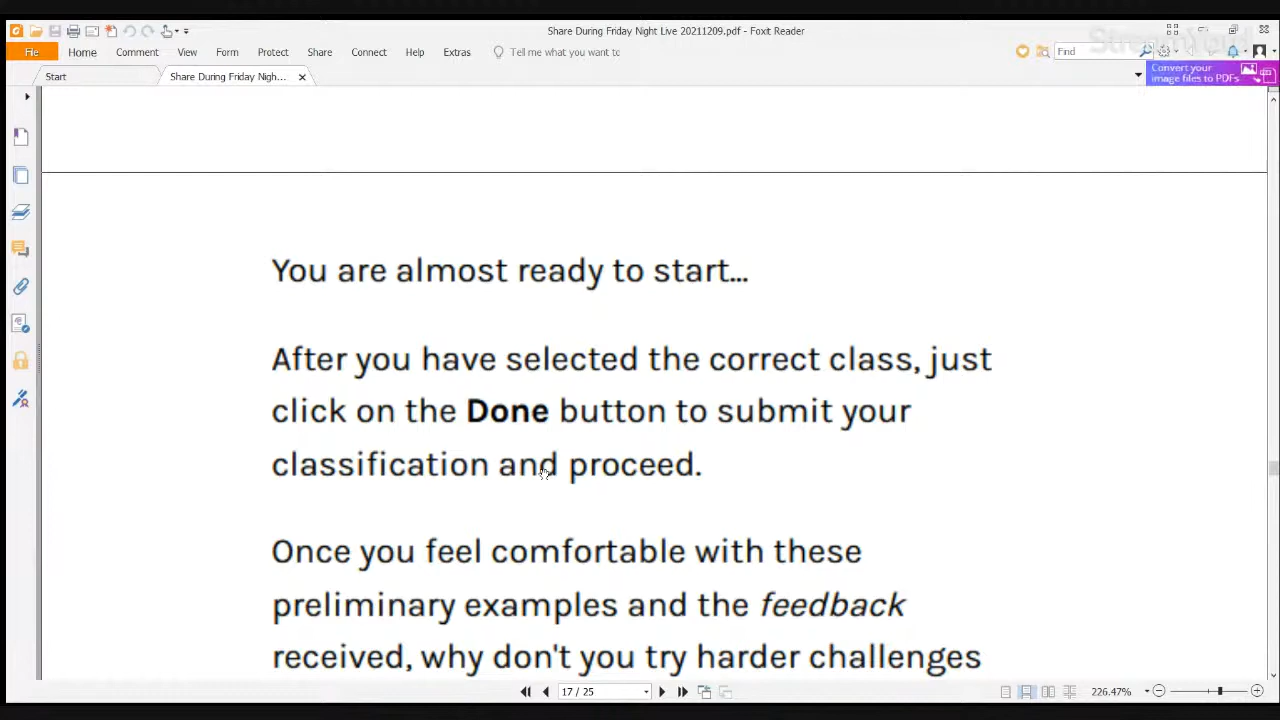 Share During Friday Night Live 20211209.pdf - Foxit Reader
File Home Comment View Form Protect Share Connect Help Extras Tell me what you want to Find
Start Share During Friday Nigh...
Convert your
image files to PDFs
You are almost ready to start...
After you have selected the correct class, just
click on the Done button to submit your
classification and proceed.
Once you feel comfortable with these
preliminary examples and the feedback
received, why don't you try harder challenges
17 / 25
226.47%